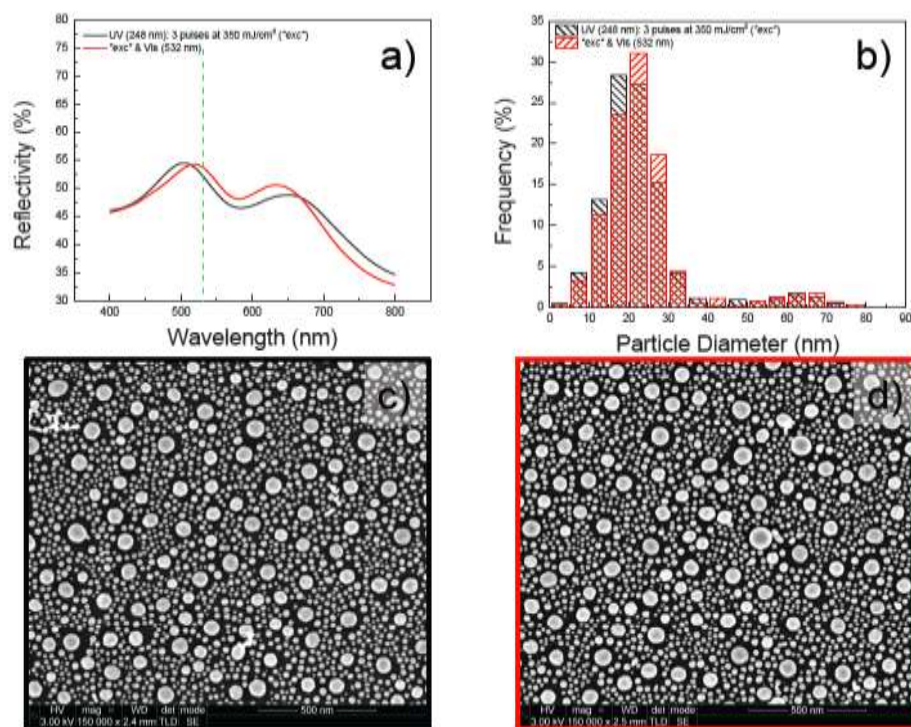 UV (248 nm): 3 pulses at 350 mJ/cm² ("exc")
"exc" & Vis (532 nm)
a)
80
75
70
65
60
55
50
45
40
35
30
400 500 600 700 800
Reflectivity (%)
Wavelength (nm)
UV (248 nm): 3 pulses at 350 mJ/cm² ("exc")
"exc" & Vis (532 nm)
b)
35
30
25
20
15
10
5
0
0 10 20 30 40 50 60 70 80 90
Frequency (%)
Particle Diameter (nm)
c)
HV mag WD det mode 500 nm
3.00 kV 150 000 x 2.4 mm TLD SE
d)
HV mag WD det mode 500 nm
3.00 kV 150 000 x 2.5 mm TLD SE